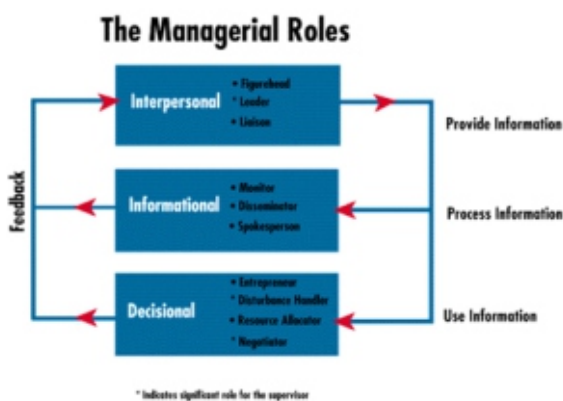 The Managerial Roles
Interpersonal
• Figurehead
* Leader
• Liaison
Provide Information
Feedback
Informational
• Monitor
• Disseminator
• Spokesperson
Process Information
Decisional
• Entrepreneur
* Disturbance Handler
• Resource Allocator
* Negotiator
Use Information
* Indicates significant role for the supervisor